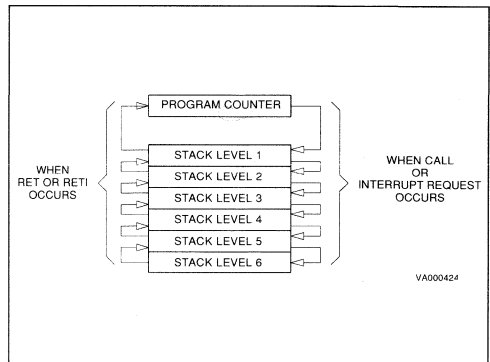 PROGRAM COUNTER
STACK LEVEL 1
STACK LEVEL 2
STACK LEVEL 3
STACK LEVEL 4
STACK LEVEL 5
STACK LEVEL 6
WHEN
RET OR RETI
OCCURS
WHEN CALL
OR
INTERRUPT REQUEST
OCCURS
VA000424